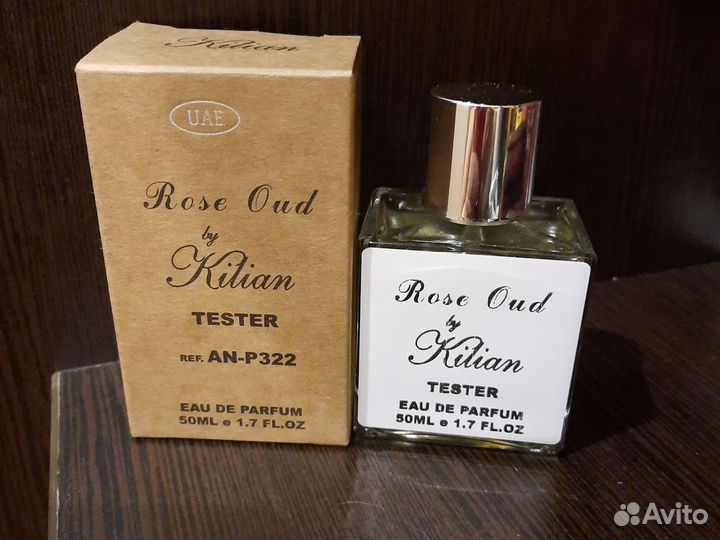 Kilian
UAE
Rose Oud
by
Kilian
TESTER
REF. AN-P322
EAU DE PARFUM
50ML e 1.7 FL.OZ
Rose Oud
by
Kilian
TESTER
EAU DE PARFUM
50ML e 1.7 FL.OZ
Avito